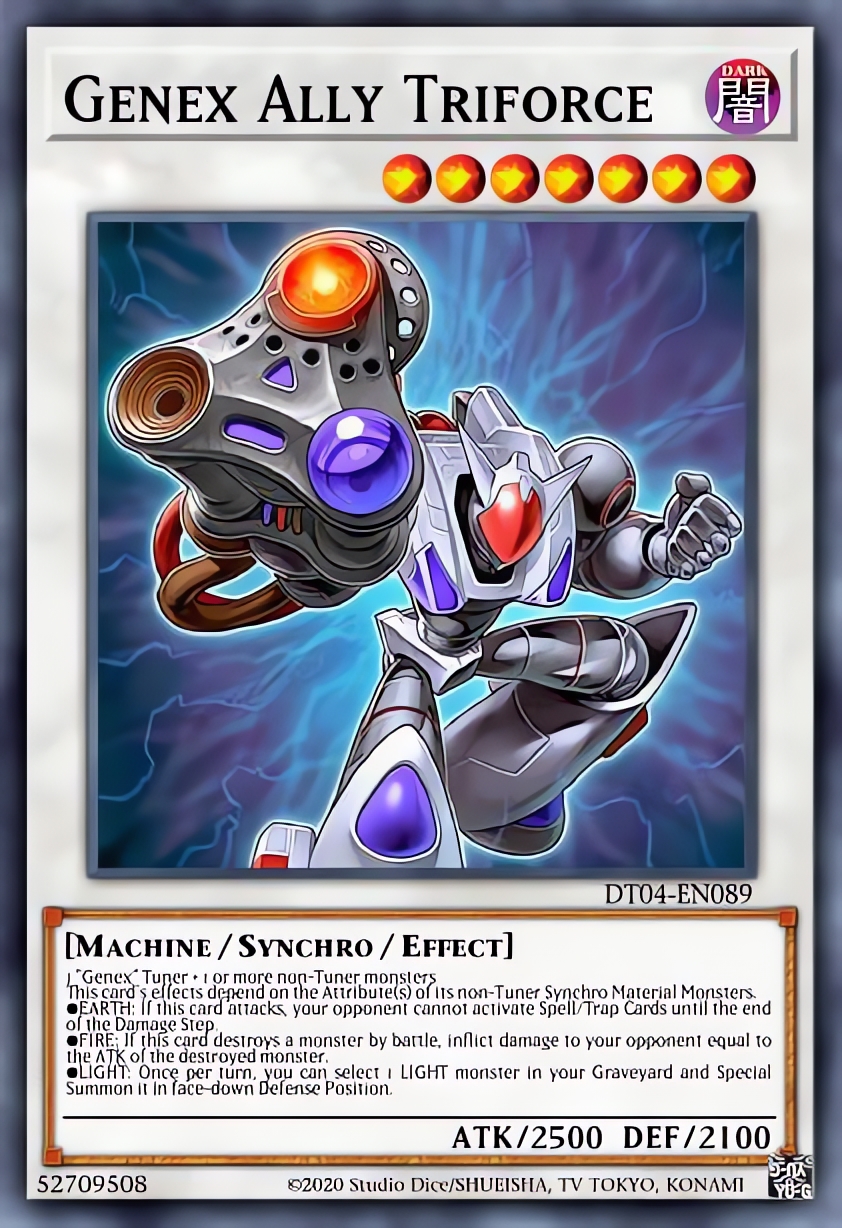 GENEX ALLY TRIFORCE
DARK
闇
DT04-EN089
[MACHINE / SYNCHRO / EFFECT]
1 "Genex" Tuner + 1 or more non-Tuner monsters
This card's effects depend on the Attribute(s) of its non-Tuner Synchro Material Monsters.
●EARTH: If this card attacks, your opponent cannot activate Spell/Trap Cards until the end
of the Damage Step.
●FIRE: If this card destroys a monster by battle, inflict damage to your opponent equal to
the ATK of the destroyed monster.
●LIGHT: Once per turn, you can select 1 LIGHT monster in your Graveyard and Special
Summon it in face-down Defense Position.
ATK/2500 DEF/2100
52709508
©2020 Studio Dice/SHUEISHA, TV TOKYO, KONAMI